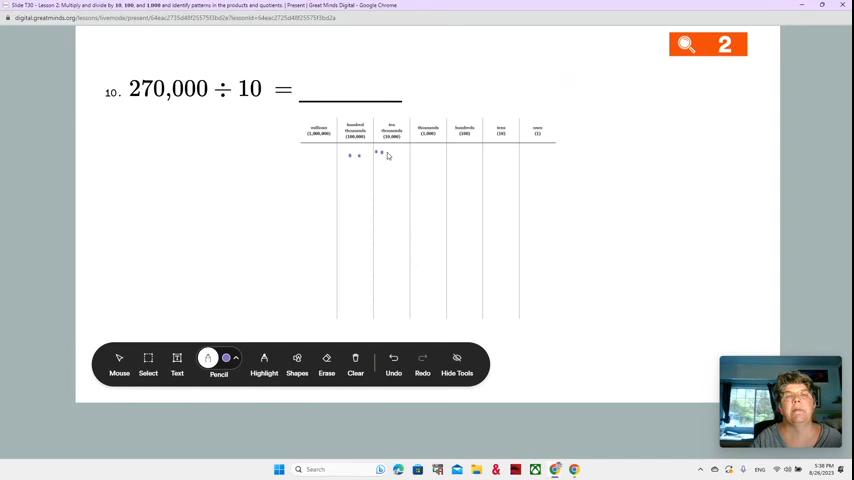 Slide T30 - Lesson 2: Multiply and divide by 10, 100, and 1,000 and identify patterns in the products and quotients. | Present | Great Minds Digital - Google Chrome
digital.greatminds.org/lessons/livemode/present/64eac2735d48f25575f3bd2a?lessonId=64eac2725d48f25575f3bd2a
2
10. 270,000 ÷ 10 =
millions (1,000,000)
hundred thousands (100,000)
ten thousands (10,000)
thousands (1,000)
hundreds (100)
tens (10)
ones (1)
Mouse
Select
Text
Pencil
Highlight
Shapes
Erase
Clear
Undo
Redo
Hide Tools
Search
ENG
5:38 PM
8/26/2023